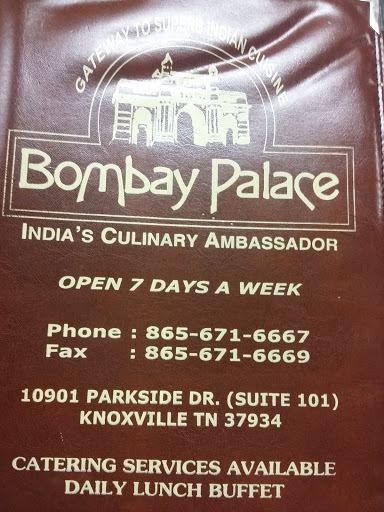 GATEWAY TO SUPERB INDIAN CUISINE
Bombay Palace
INDIA'S CULINARY AMBASSADOR
OPEN 7 DAYS A WEEK
Phone : 865-671-6667
Fax : 865-671-6669
10901 PARKSIDE DR. (SUITE 101)
KNOXVILLE TN 37934
CATERING SERVICES AVAILABLE
DAILY LUNCH BUFFET